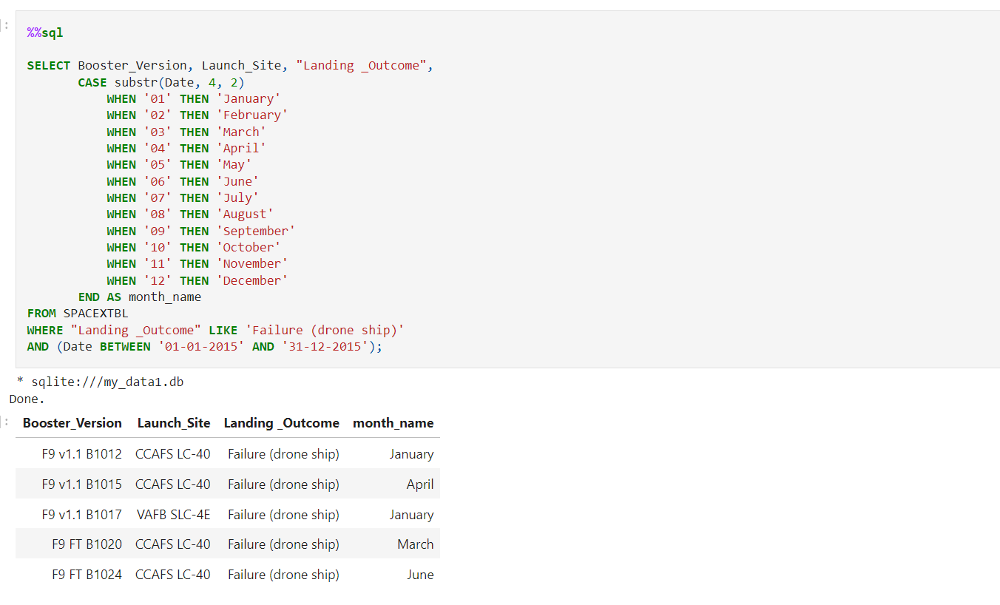 %%sql
SELECT Booster_Version, Launch_Site, "Landing _Outcome",
CASE substr(Date, 4, 2)
WHEN '01' THEN 'January'
WHEN '02' THEN 'February'
WHEN '03' THEN 'March'
WHEN '04' THEN 'April'
WHEN '05' THEN 'May'
WHEN '06' THEN 'June'
WHEN '07' THEN 'July'
WHEN '08' THEN 'August'
WHEN '09' THEN 'September'
WHEN '10' THEN 'October'
WHEN '11' THEN 'November'
WHEN '12' THEN 'December'
END AS month_name
FROM SPACEXTBL
WHERE "Landing _Outcome" LIKE 'Failure (drone ship)'
AND (Date BETWEEN '01-01-2015' AND '31-12-2015');
* sqlite:///my_data1.db
Done.
]: Booster_Version Launch_Site Landing _Outcome month_name
F9 v1.1 B1012 CCAFS LC-40 Failure (drone ship) January
F9 v1.1 B1015 CCAFS LC-40 Failure (drone ship) April
F9 v1.1 B1017 VAFB SLC-4E Failure (drone ship) January
F9 FT B1020 CCAFS LC-40 Failure (drone ship) March
F9 FT B1024 CCAFS LC-40 Failure (drone ship) June